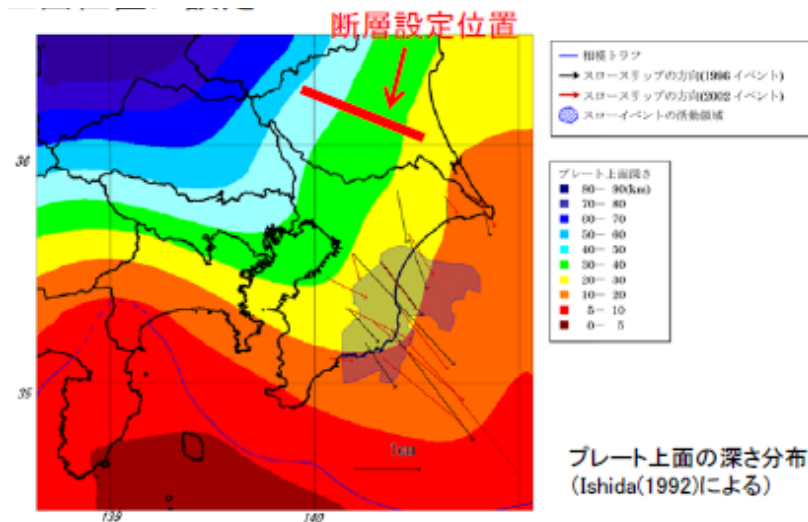 断層設定位置
相模トラフ
スロースリップの方向(1996 イベント)
スロースリップの方向(2002 イベント)
スローイベントの活動領域
プレート上面深さ
80− 90(km)
70− 80
60− 70
50− 60
40− 50
30− 40
20− 30
10− 20
5− 10
0− 5
36
35
1cm
139
140
プレート上面の深さ分布
(Ishida(1992)による)